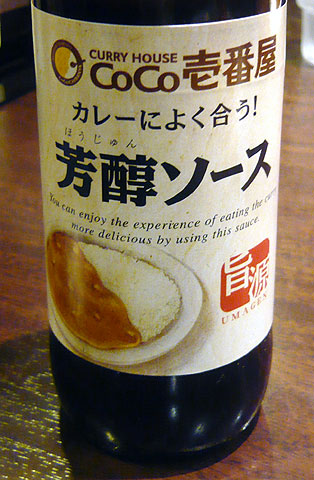 CURRY HOUSE
CoCo壱番屋
カレーによく合う!
ほうじゅん
芳醇ソース
You can enjoy the experience of eating the curry
more delicious by using this sauce.
旨源
UMAGEN